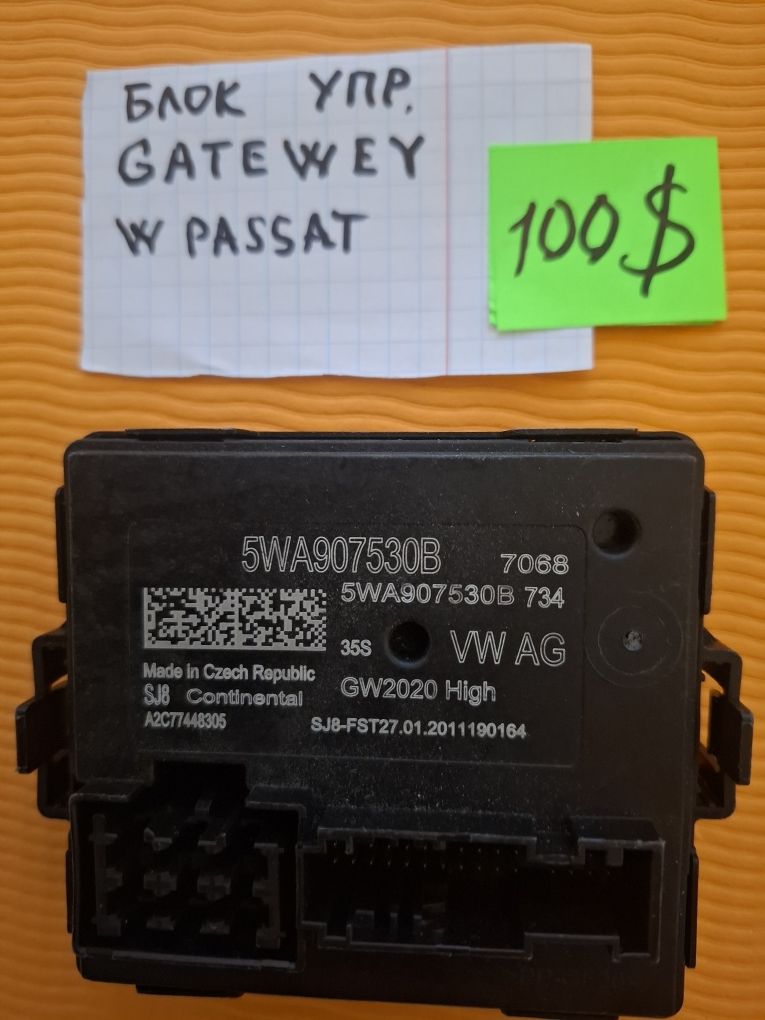 БЛОК УПР.
GATEWEY
W PASSAT
100$
5WA907530B 7068
5WA907530B 734
35S VW AG
Made in Czech Republic
SJ8 Continental
GW2020 High
A2C77448305
SJ8-FST27.01.2011190164